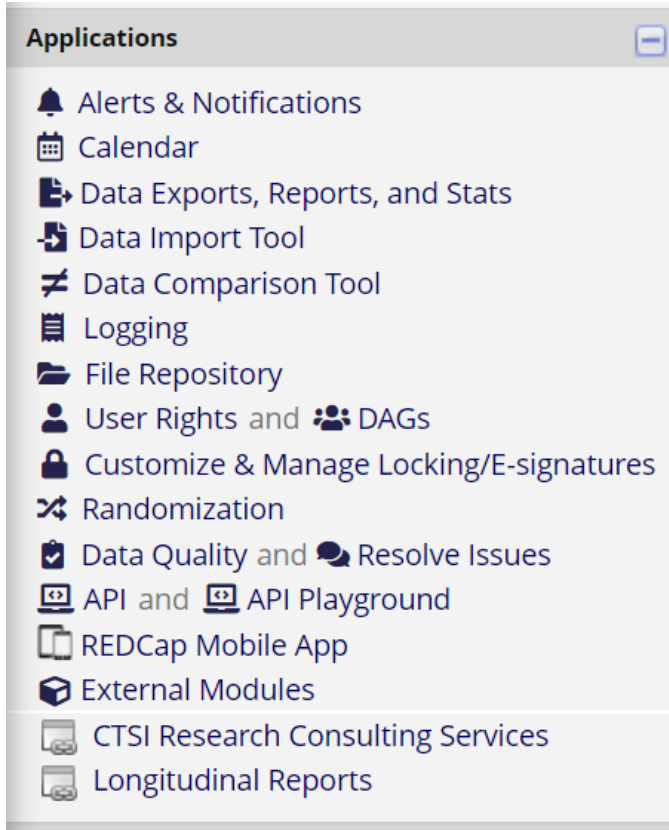 Applications
Alerts & Notifications
Calendar
Data Exports, Reports, and Stats
Data Import Tool
Data Comparison Tool
Logging
File Repository
User Rights and DAGs
Customize & Manage Locking/E-signatures
Randomization
Data Quality and Resolve Issues
API and API Playground
REDCap Mobile App
External Modules
CTSI Research Consulting Services
Longitudinal Reports